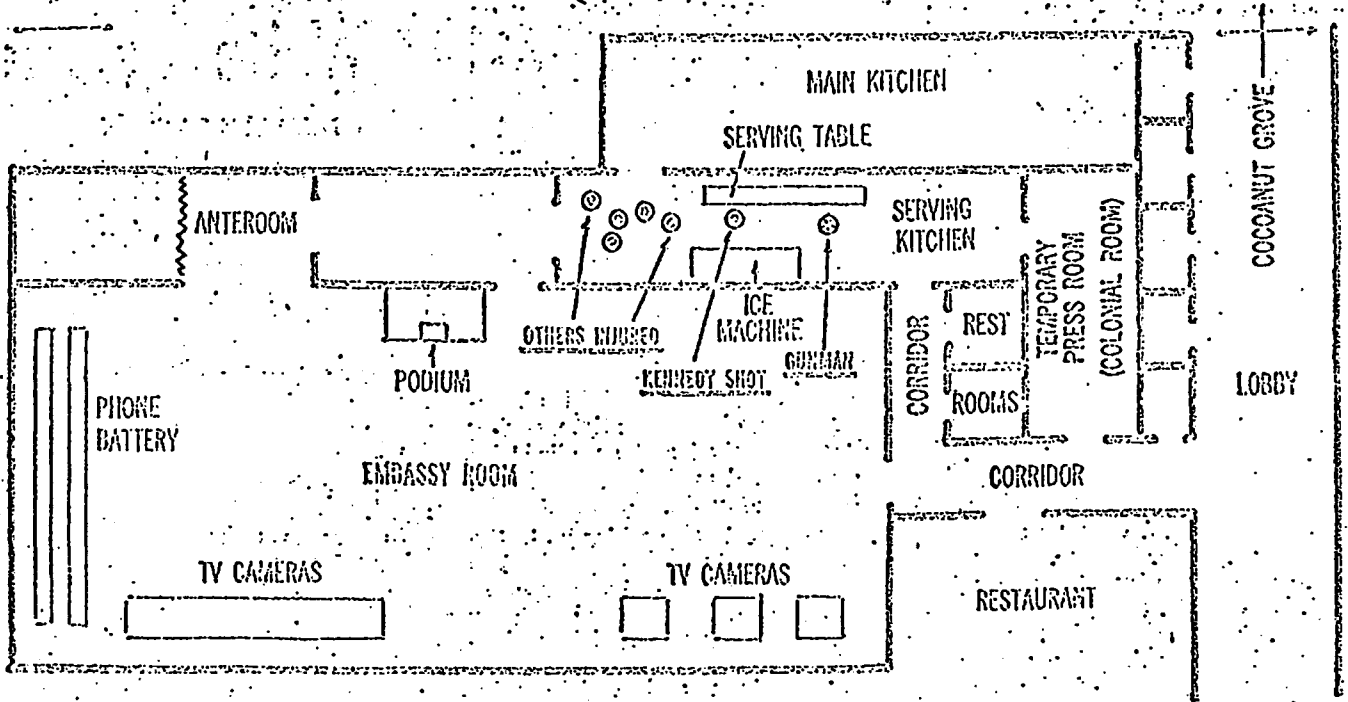 MAIN KITCHEN
SERVING TABLE
ANTEROOM
SERVING
KITCHEN
TEMPORARY
PRESS ROOM
(COLONIAL ROOM)
COCOANUT GROVE
OTHERS INJURED
ICE
MACHINE
KENNEDY SHOT
GUNMAN
PODIUM
CORRIDOR
REST
ROOMS
LOBBY
PHONE
BATTERY
EMBASSY ROOM
CORRIDOR
TV CAMERAS
TV CAMERAS
RESTAURANT